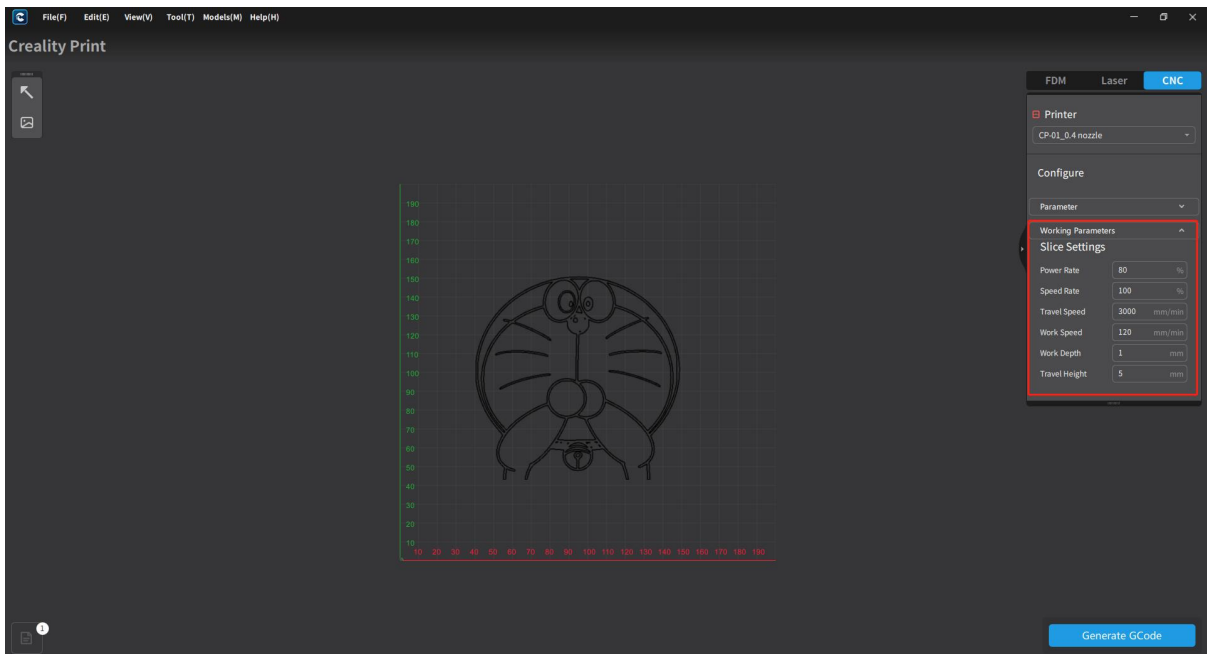 File(F) Edit(E) View(V) Tool(T) Models(M) Help(H)
Creality Print
FDM Laser CNC
Printer
CP-01_0.4 nozzle
Configure
Parameter
Working Parameters
Slice Settings
Power Rate 80 %
Speed Rate 100 %
Travel Speed 3000 mm/min
Work Speed 120 mm/min
Work Depth 1 mm
Travel Height 5 mm
190
180
170
160
150
140
130
120
110
100
90
80
70
60
50
40
30
20
10
10 20 30 40 50 60 70 80 90 100 110 120 130 140 150 160 170 180 190
1
Generate GCode